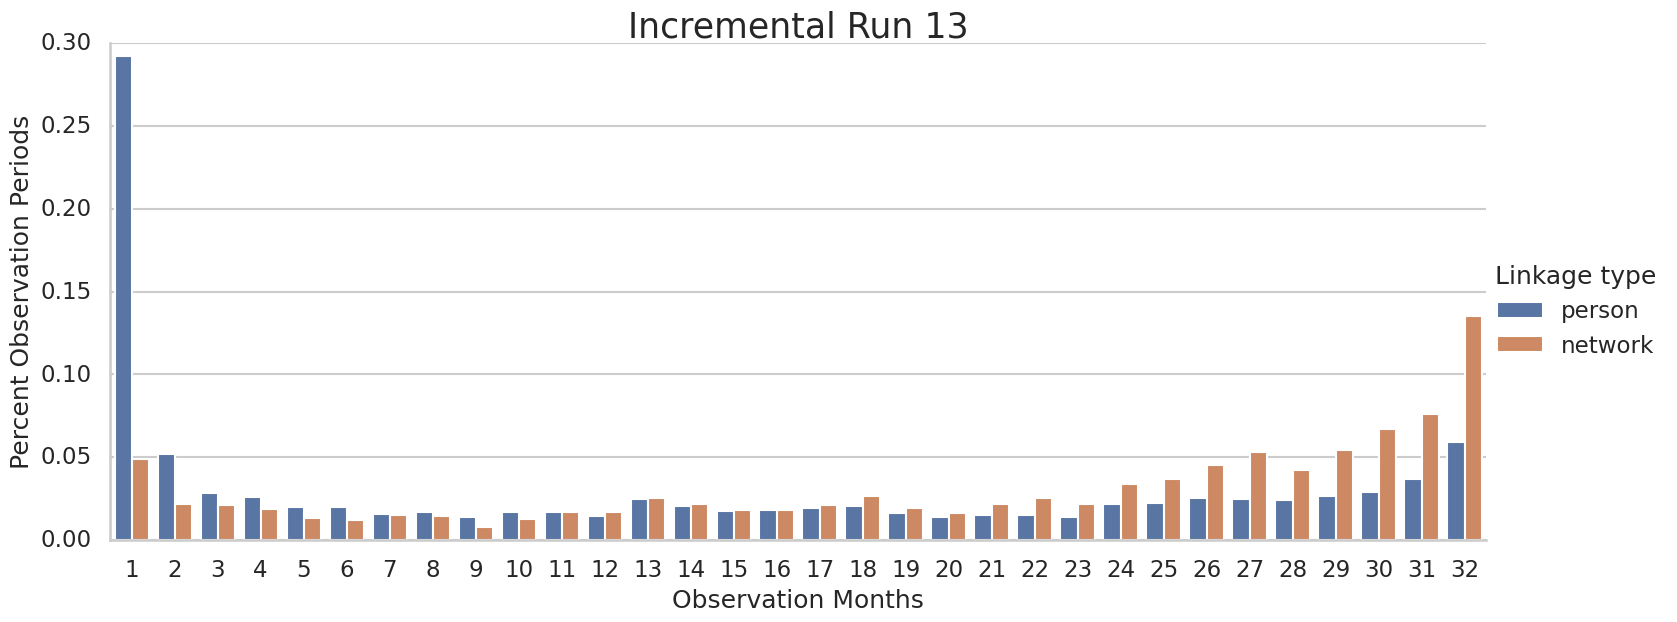 Incremental Run 13
Percent Observation Periods
0.30
0.25
0.20
0.15
0.10
0.05
0.00
1 2 3 4 5 6 7 8 9 10 11 12 13 14 15 16 17 18 19 20 21 22 23 24 25 26 27 28 29 30 31 32
Observation Months
Linkage type
person
network